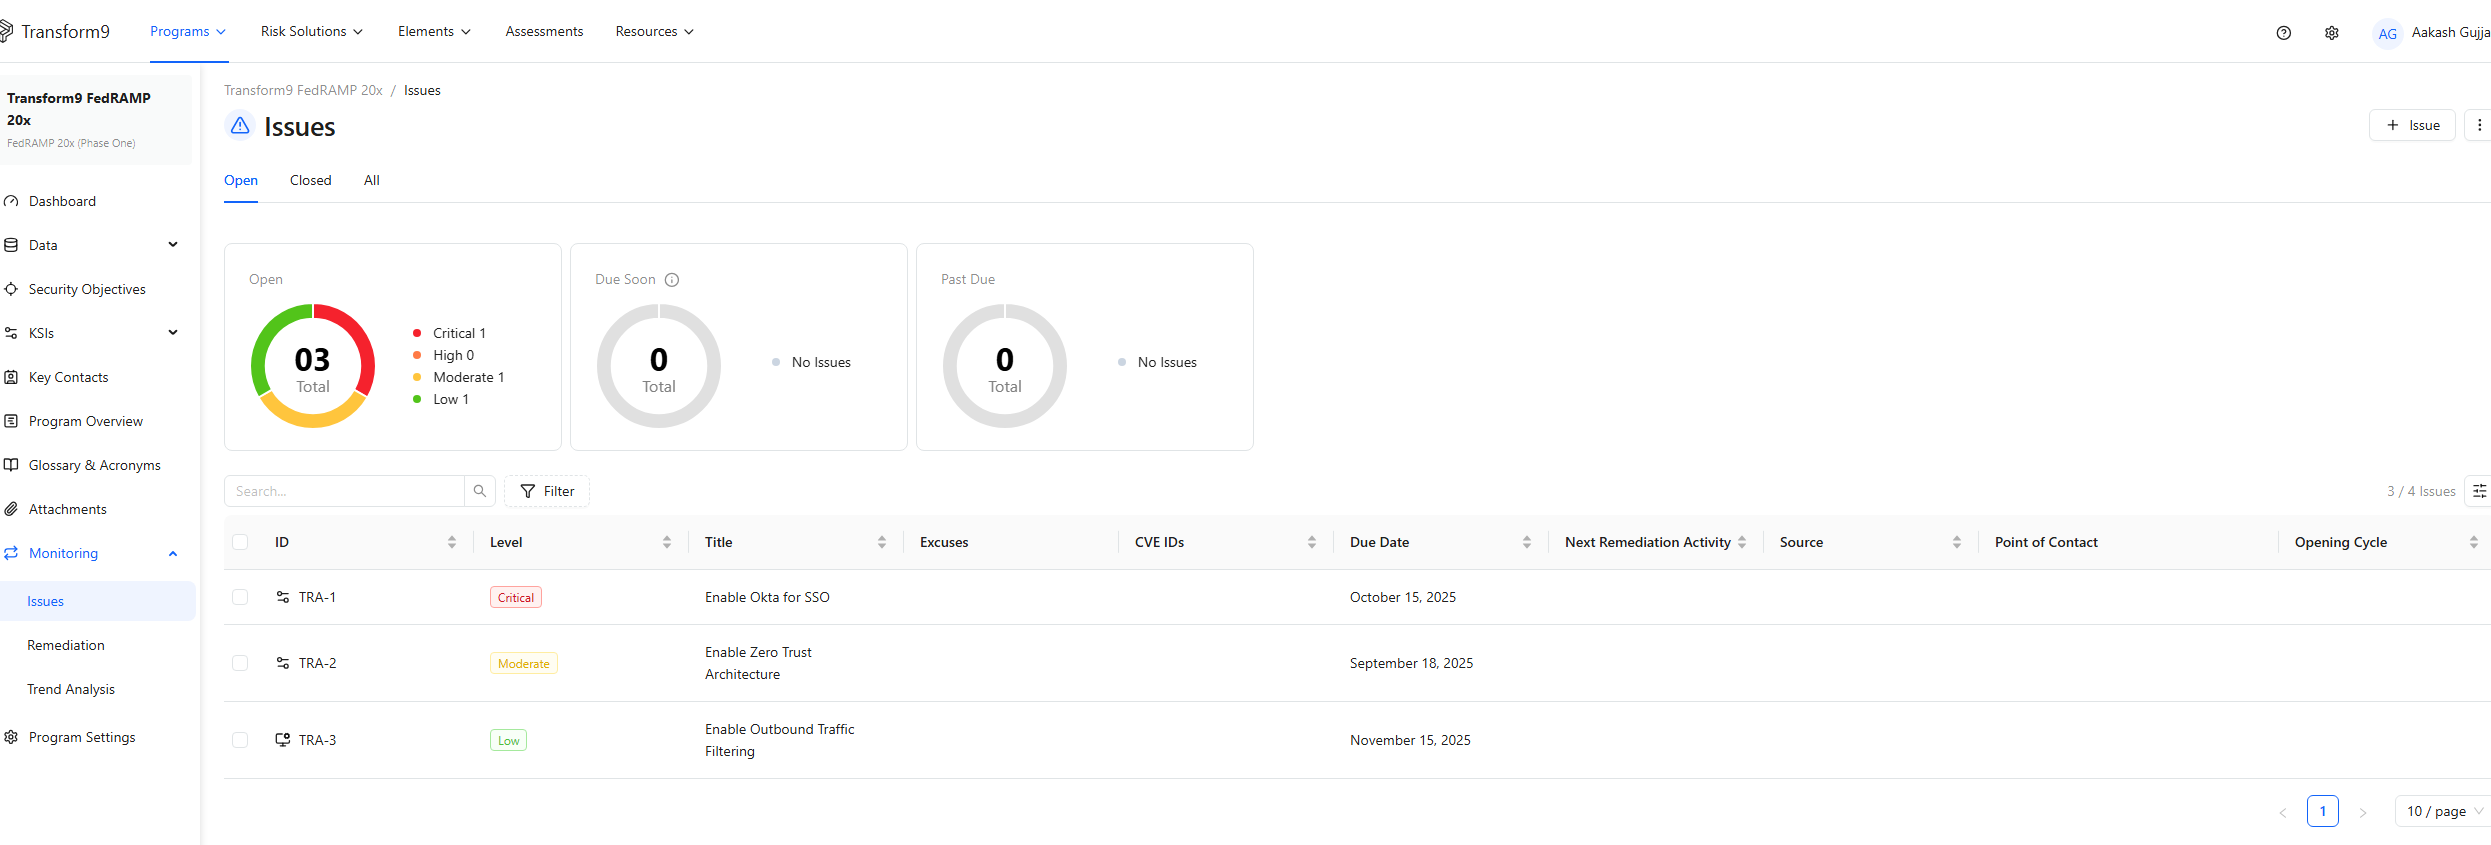 Transform9
Programs
Risk Solutions
Elements
Assessments
Resources
AG
Aakash Gujja
Transform9 FedRAMP
20x
FedRAMP 20x (Phase One)
Dashboard
Data
Security Objectives
KSIs
Key Contacts
Program Overview
Glossary & Acronyms
Attachments
Monitoring
Issues
Remediation
Trend Analysis
Program Settings
Transform9 FedRAMP 20x / Issues
Issues
+ Issue
Open
Closed
All
Open
03
Total
Critical 1
High 0
Moderate 1
Low 1
Due Soon
0
Total
No Issues
Past Due
0
Total
No Issues
Search...
Filter
3 / 4 Issues
ID Level Title Excuses CVE IDs Due Date Next Remediation Activity Source Point of Contact Opening Cycle
TRA-1 Critical Enable Okta for SSO October 15, 2025
TRA-2 Moderate Enable Zero Trust September 18, 2025
Architecture
TRA-3 Low Enable Outbound Traffic November 15, 2025
Filtering
< 1 > 10 / page